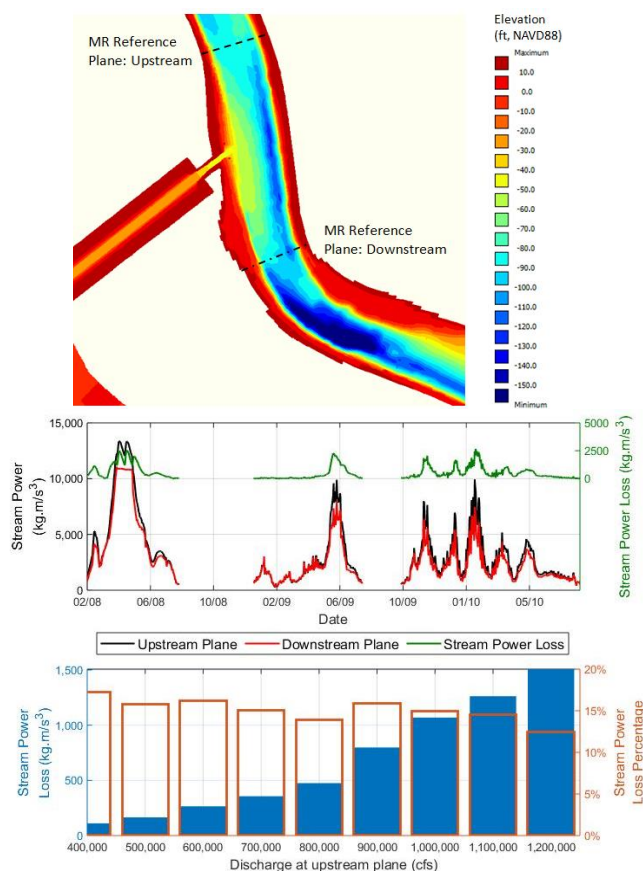 MR Reference
Plane: Upstream
MR Reference
Plane: Downstream
Elevation
(ft, NAVD88)
Maximum
10.0
0.0
-10.0
-20.0
-30.0
-40.0
-50.0
-60.0
-70.0
-80.0
-90.0
-100.0
-110.0
-120.0
-130.0
-140.0
-150.0
Minimum
Stream Power
(kg.m/s³)
15,000
10,000
5,000
0
5000
2500
0
Stream Power Loss
(kg.m/s³)
02/08 06/08 10/08 02/09 06/09 10/09 01/10 05/10
Date
Upstream Plane Downstream Plane Stream Power Loss
Stream Power
Loss (kg.m/s³)
1,500
1,000
500
0
20%
15%
10%
5%
0%
Stream Power
Loss Percentage
400,000 500,000 600,000 700,000 800,000 900,000 1,000,000 1,100,000 1,200,000
Discharge at upstream plane (cfs)